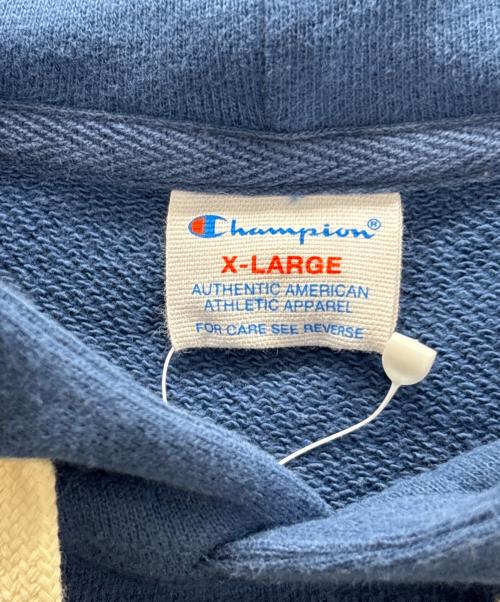 Champion®
X-LARGE
AUTHENTIC AMERICAN
ATHLETIC APPAREL
FOR CARE SEE REVERSE